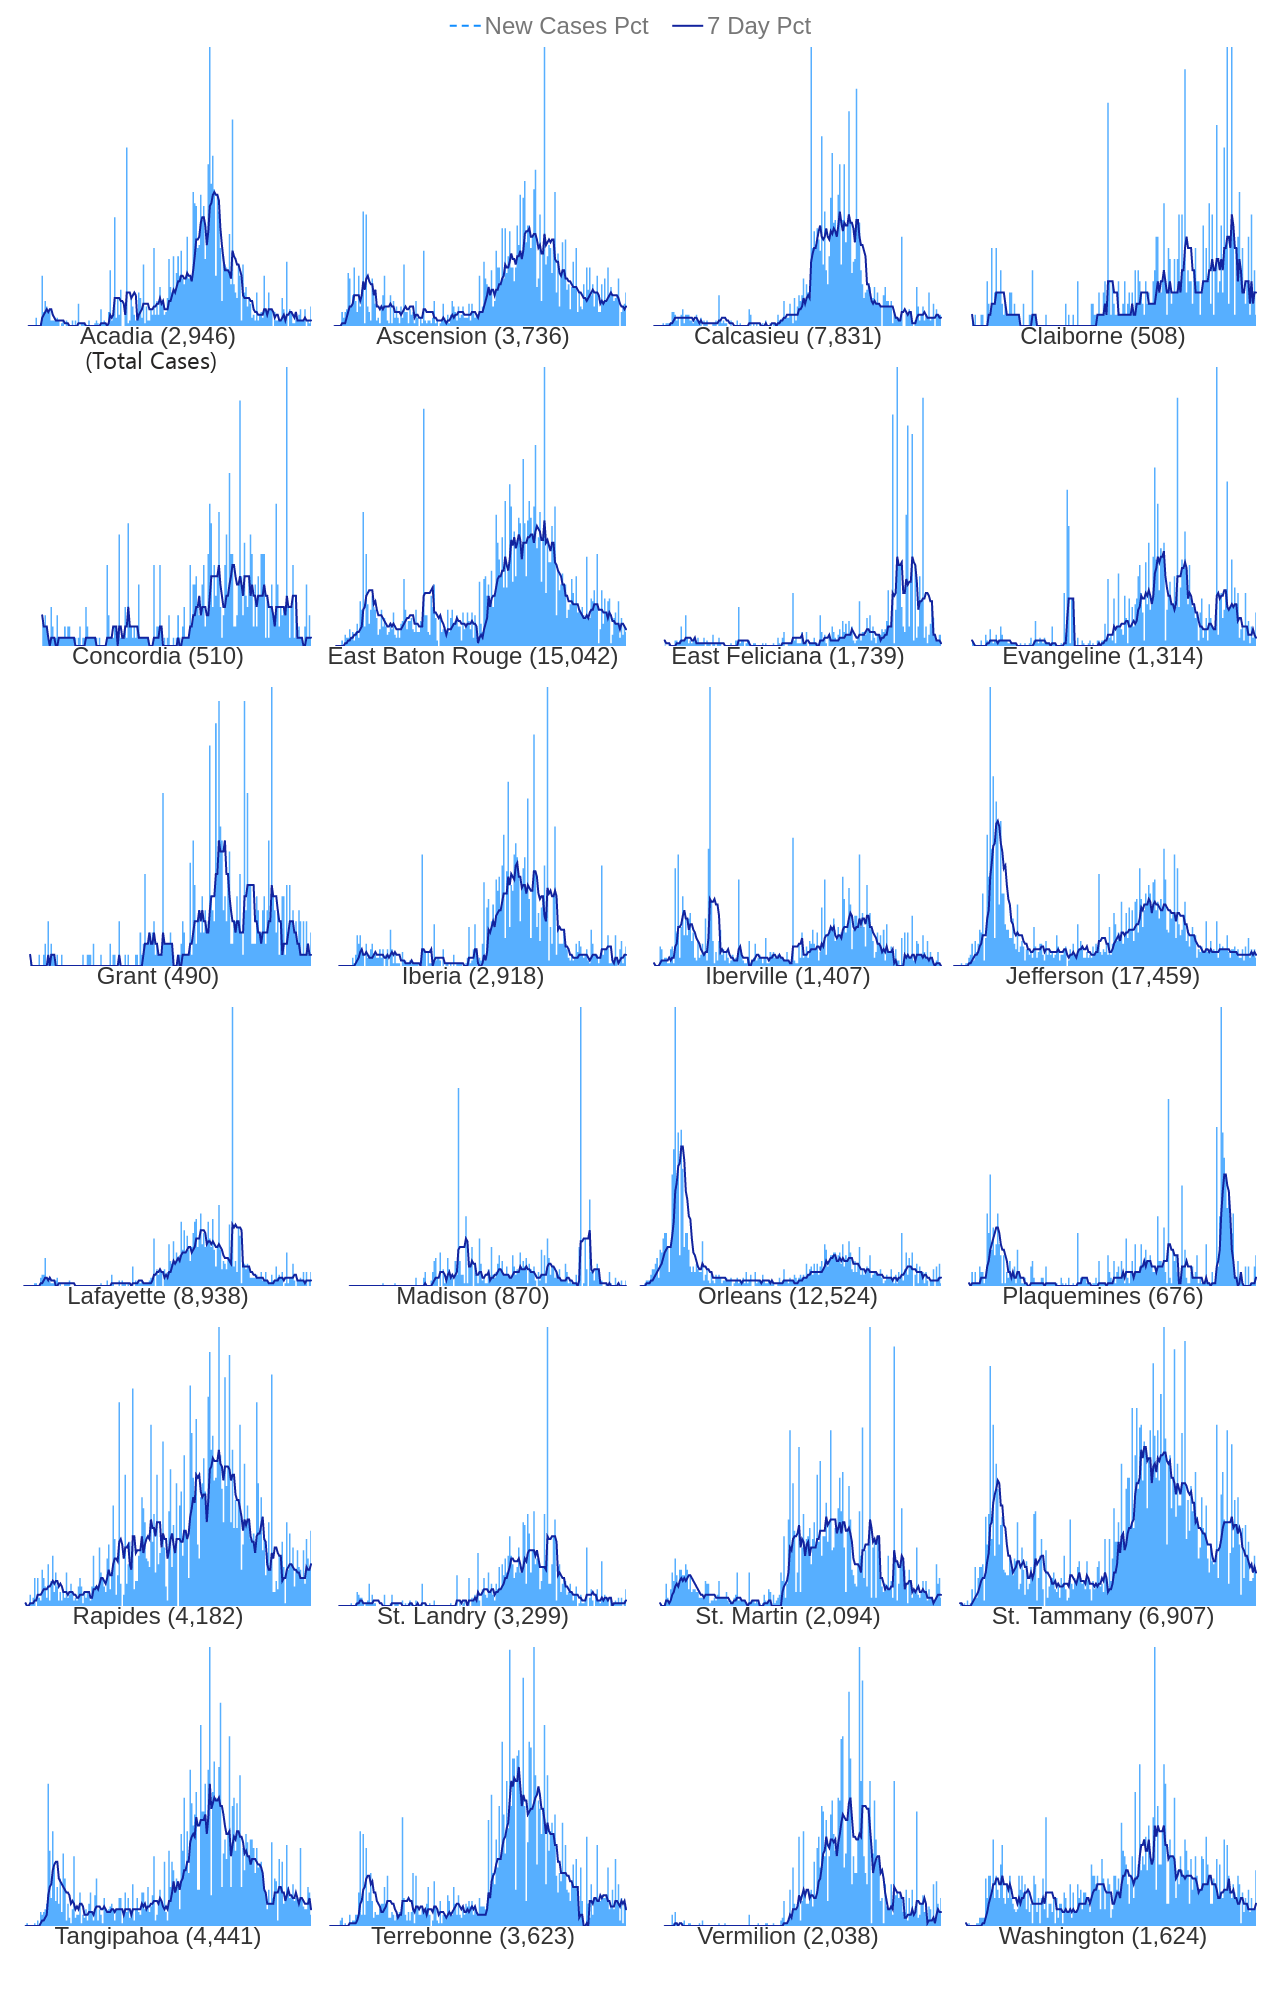 New Cases Pct 7 Day Pct
Acadia (2,946) Ascension (3,736) Calcasieu (7,831) Claiborne (508)
(Total Cases)
Concordia (510) East Baton Rouge (15,042) East Feliciana (1,739) Evangeline (1,314)
Grant (490) Iberia (2,918) Iberville (1,407) Jefferson (17,459)
Lafayette (8,938) Madison (870) Orleans (12,524) Plaquemines (676)
Rapides (4,182) St. Landry (3,299) St. Martin (2,094) St. Tammany (6,907)
Tangipahoa (4,441) Terrebonne (3,623) Vermilion (2,038) Washington (1,624)